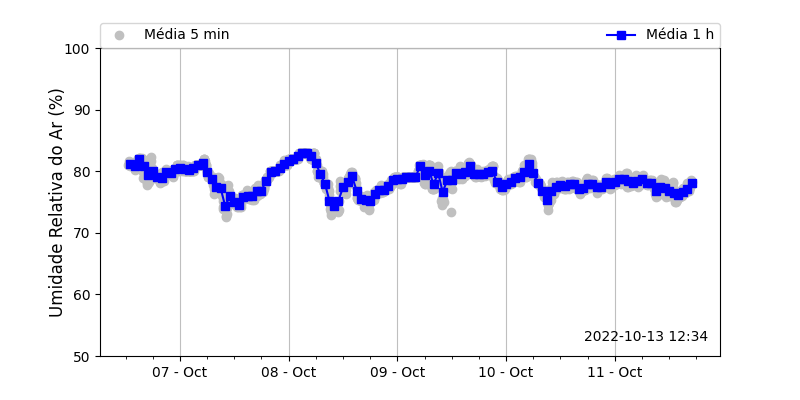 Média 5 min
Média 1 h
Umidade Relativa do Ar (%)
100
90
80
70
60
50
2022-10-13 12:34
07 - Oct
08 - Oct
09 - Oct
10 - Oct
11 - Oct